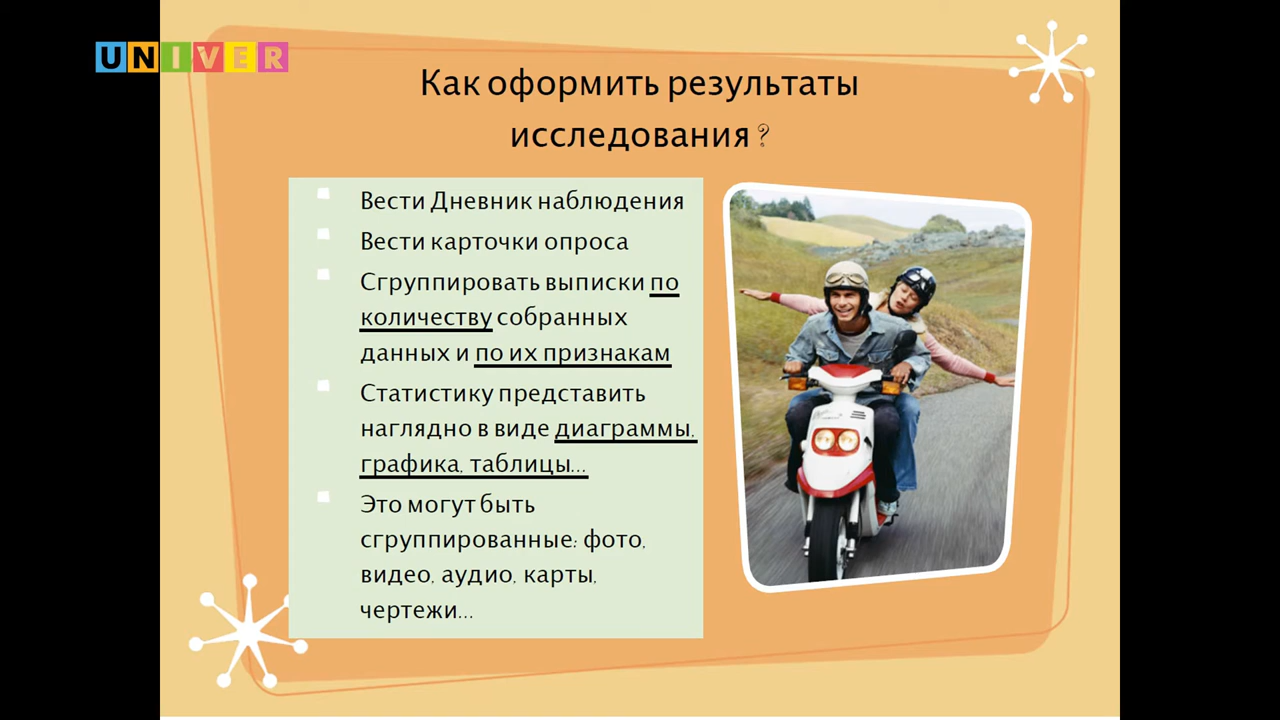 UNIVER
Как оформить результаты
исследования ?
Вести Дневник наблюдения
Вести карточки опроса
Сгруппировать выписки по
количеству собранных
данных и по их признакам
Статистику представить
наглядно в виде диаграммы,
графика, таблицы...
Это могут быть
сгруппированные: фото,
видео, аудио, карты,
чертежи...